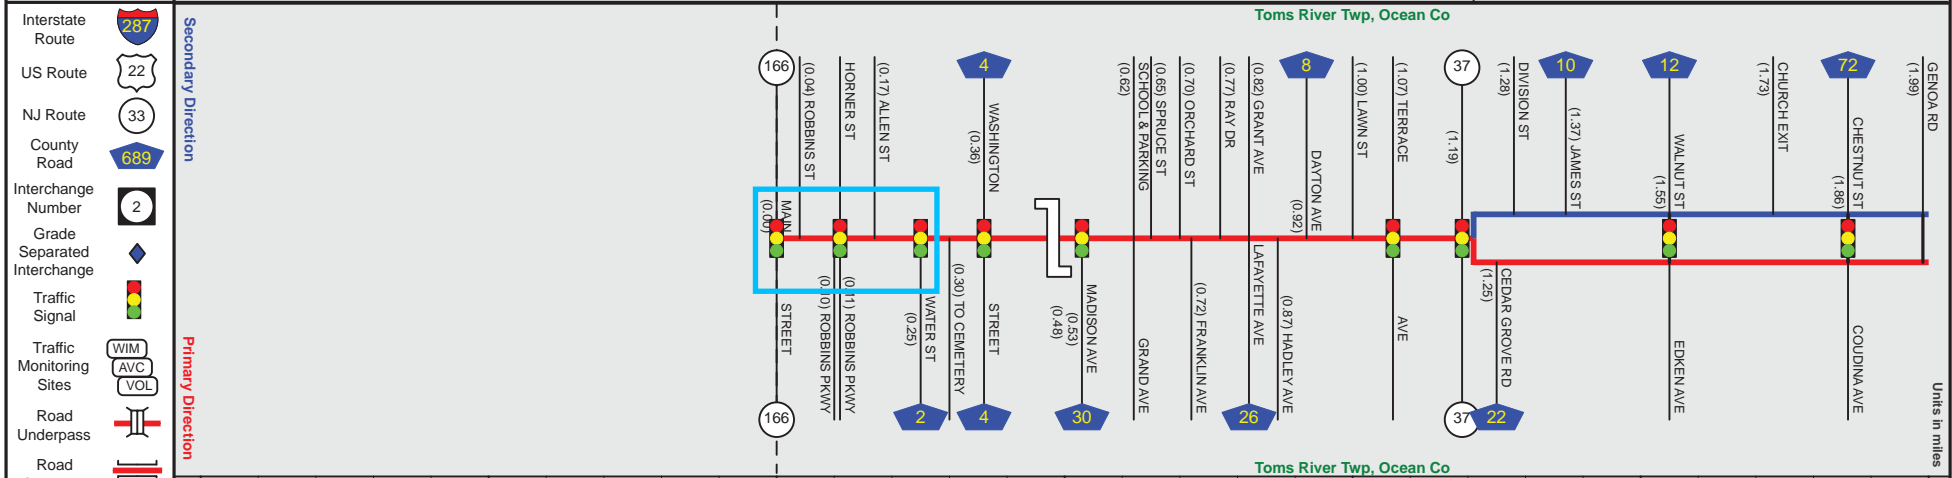 Interstate
Route
287
US Route
22
NJ Route
33
County
Road
689
Interchange
Number
2
Grade
Separated
Interchange
Traffic
Signal
Traffic
Monitoring
Sites
WIM
AVC
VOL
Road
Underpass
Road
Secondary Direction
Primary Direction
Toms River Twp, Ocean Co
166
MAIN
(0.00)
STREET
166
(0.04) ROBBINS ST
HORNER ST
(0.10) ROBBINS PKWY
(0.11) ROBBINS PKWY
(0.17) ALLEN ST
WATER ST
(0.25)
2
(0.30) TO CEMETERY
4
WASHINGTON
(0.36)
STREET
4
MADISON AVE
(0.53)
(0.48)
30
SCHOOL & PARKING
(0.62)
GRAND AVE
(0.65) SPRUCE ST
(0.70) ORCHARD ST
(0.72) FRANKLIN AVE
(0.77) RAY DR
(0.82) GRANT AVE
LAFAYETTE AVE
26
(0.87) HADLEY AVE
8
DAYTON AVE
(0.92)
(1.00) LAWN ST
(1.07) TERRACE
AVE
37
(1.19)
37
CEDAR GROVE RD
(1.25)
22
DIVISION ST
(1.28)
10
(1.37) JAMES ST
12
WALNUT ST
(1.55)
EDKEN AVE
CHURCH EXIT
(1.73)
72
CHESTNUT ST
(1.86)
COUDINA AVE
GENOA RD
(1.99)
Units in miles
Toms River Twp, Ocean Co